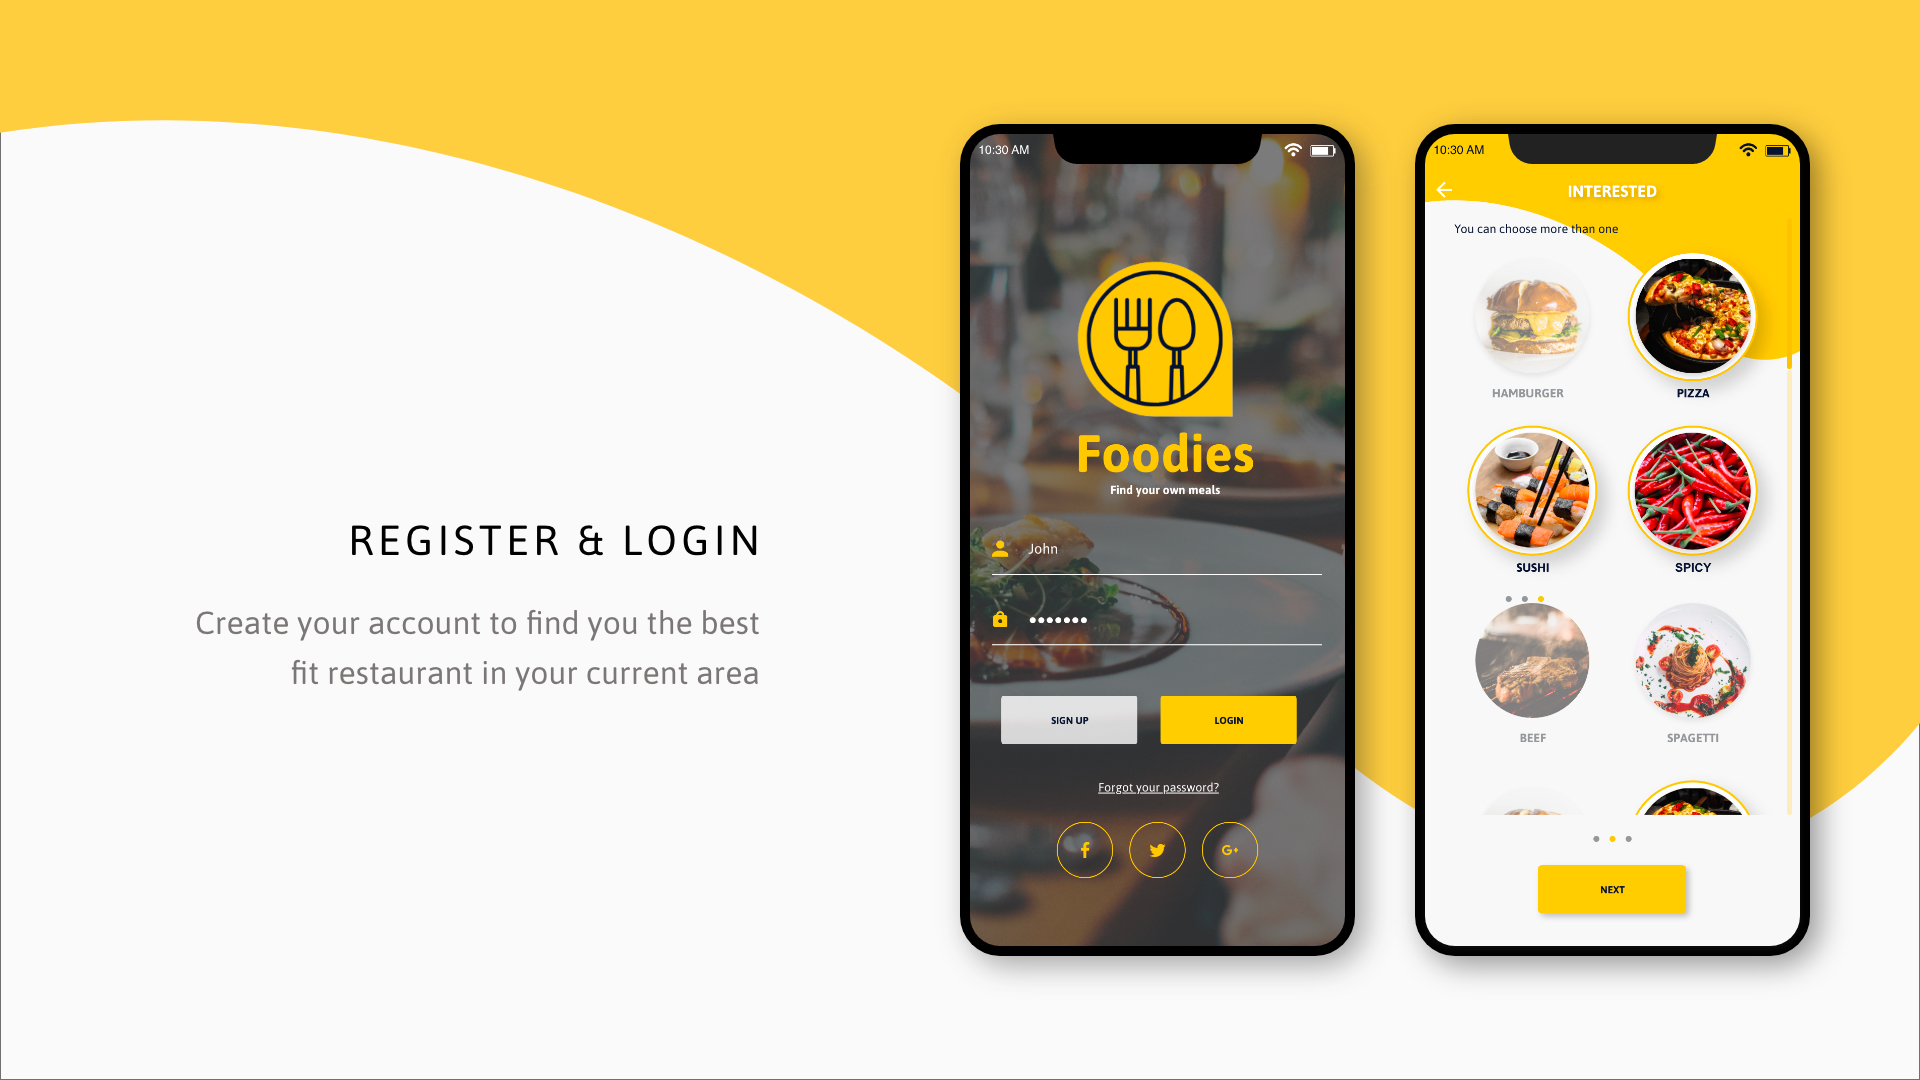 REGISTER & LOGIN
Create your account to find you the best
fit restaurant in your current area
10:30 AM
Foodies
Find your own meals
John
SIGN UP
LOGIN
Forgot your password?
G+
10:30 AM
INTERESTED
You can choose more than one
HAMBURGER
PIZZA
SUSHI
SPICY
BEEF
SPAGETTI
NEXT